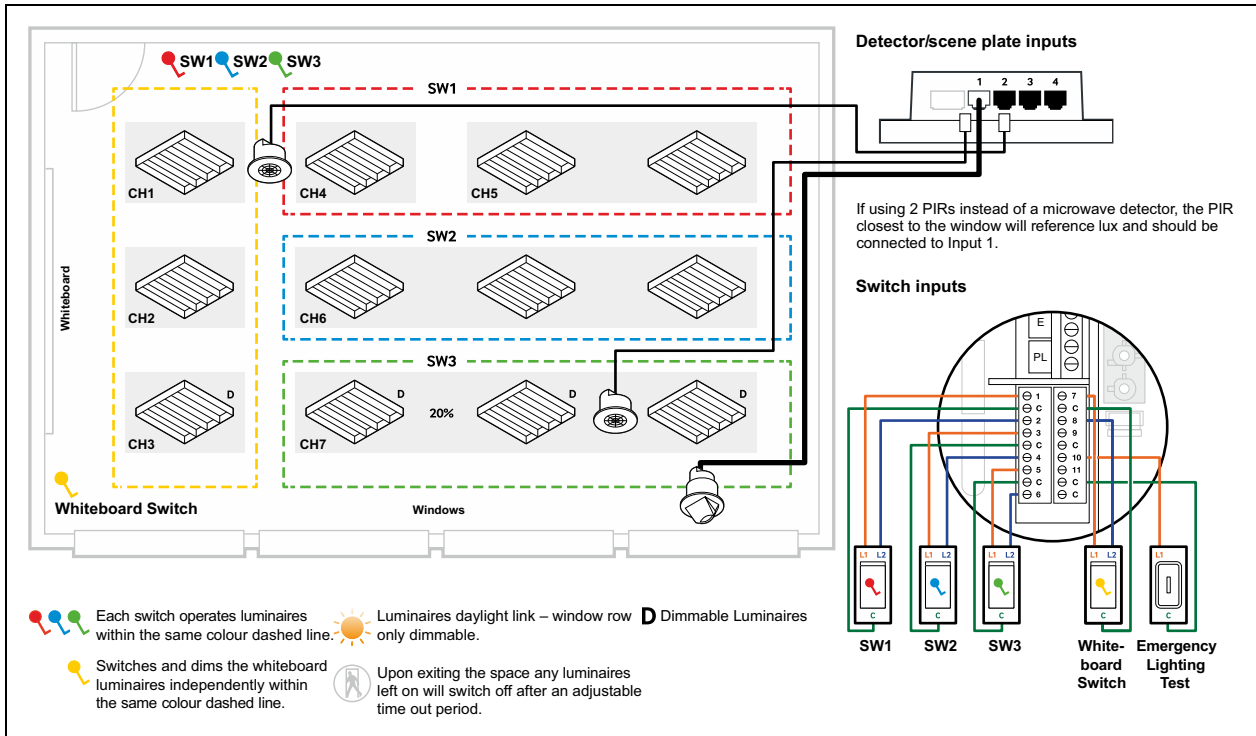 SW1 SW2 SW3
SW1
CH1
CH4
CH5
SW2
CH2
CH6
SW3
D
D
D
D
20%
CH3
CH7
Whiteboard
Whiteboard Switch
Windows
Detector/scene plate inputs
1 2 3 4
If using 2 PIRs instead of a microwave detector, the PIR
closest to the window will reference lux and should be
connected to Input 1.
Switch inputs
E
PL
1 7
C C
2 8
3 9
C C
4 10
5 11
C C
6 C
L1 L2
L1 L2
L1 L2
L1 L2
L1
C
C
C
C
C
SW1
SW2
SW3
White-
board
Switch
Emergency
Lighting
Test
Each switch operates luminaires
within the same colour dashed line.
Switches and dims the whiteboard
luminaires independently within
the same colour dashed line.
Luminaires daylight link – window row
only dimmable.
Upon exiting the space any luminaires
left on will switch off after an adjustable
time out period.
D Dimmable Luminaires